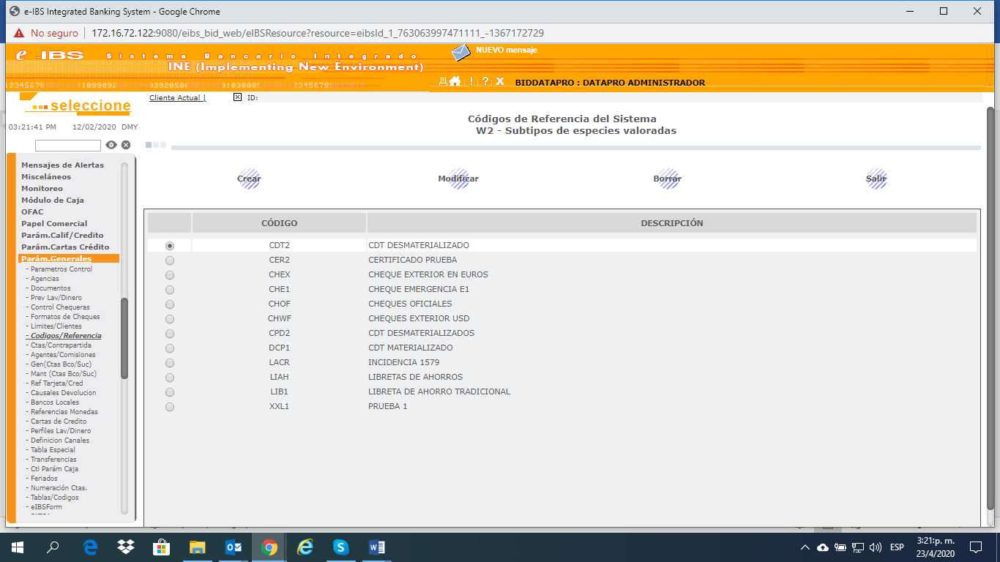 e-IBS Integrated Banking System - Google Chrome
No seguro
172.16.72.122:9080/eibs_bid_web/eIBSResource?resource=eibsId_1_763063997471111_-1367172729
e-IBS Sistema Bancario Integrado
INE (Implementing New Environment)
NUEVO mensaje
! ? X BIDDATAPRO : DATAPRO ADMINISTRADOR
seleccione
Cliente Actual |
ID:
03:21:41 PM 12/02/2020 DMY
Códigos de Referencia del Sistema
W2 - Subtipos de especies valoradas
Mensajes de Alertas
Misceláneos
Monitoreo
Módulo de Caja
OFAC
Papel Comercial
Parám.Calif/Credito
Parám.Cartas Crédito
Parám.Generales
- Parametros Control
- Agencias
- Documentos
- Prev Lav/Dinero
- Control Chequeras
- Formatos de Cheques
- Limites/Clientes
- Codigos/Referencia
- Ctas/Contrapartida
- Agentes/Comisiones
- Gen(Ctas Bco/Suc)
- Mant (Ctas Bco/Suc)
- Ref Tarjeta/Cred
- Causales Devolucion
- Bancos Locales
- Referencias Monedas
- Cartas de Credito
- Perfiles Lav/Dinero
- Definicion Canales
- Tabla Especial
- Transferencias
- Ctl Parám Caja
- Feriados
- Numeración Ctas.
- Tablas/Codigos
- eIBSForm
Crear Modificar Borrar Salir
CÓDIGO DESCRIPCIÓN
CDT2 CDT DESMATERIALIZADO
CER2 CERTIFICADO PRUEBA
CHEX CHEQUE EXTERIOR EN EUROS
CHE1 CHEQUE EMERGENCIA E1
CHOF CHEQUES OFICIALES
CHWF CHEQUES EXTERIOR USD
CPD2 CDT DESMATERIALIZADOS
DCP1 CDT MATERIALIZADO
LACR INCIDENCIA 1579
LIAH LIBRETAS DE AHORROS
LIB1 LIBRETA DE AHORRO TRADICIONAL
XXL1 PRUEBA 1
ESP
3:21:p. m.
23/4/2020